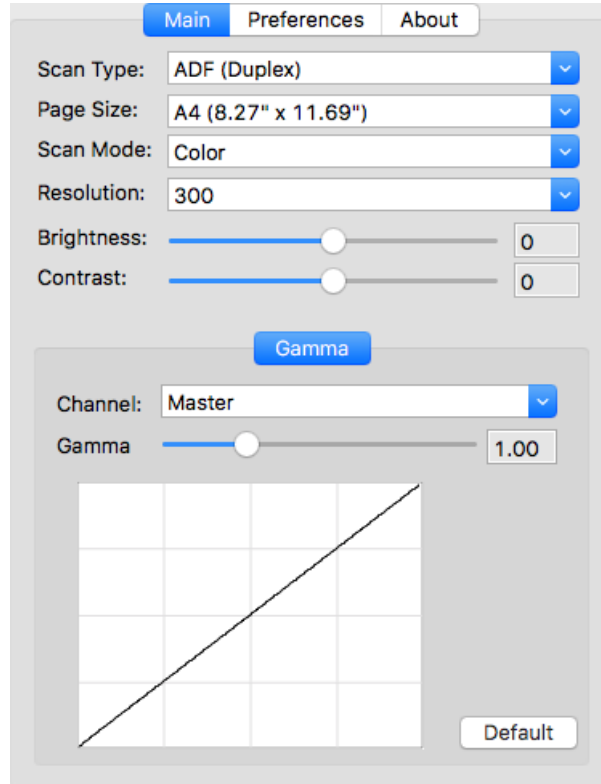 Main Preferences About
Scan Type: ADF (Duplex)
Page Size: A4 (8.27" x 11.69")
Scan Mode: Color
Resolution: 300
Brightness: 0
Contrast: 0
Gamma
Channel: Master
Gamma 1.00
Default